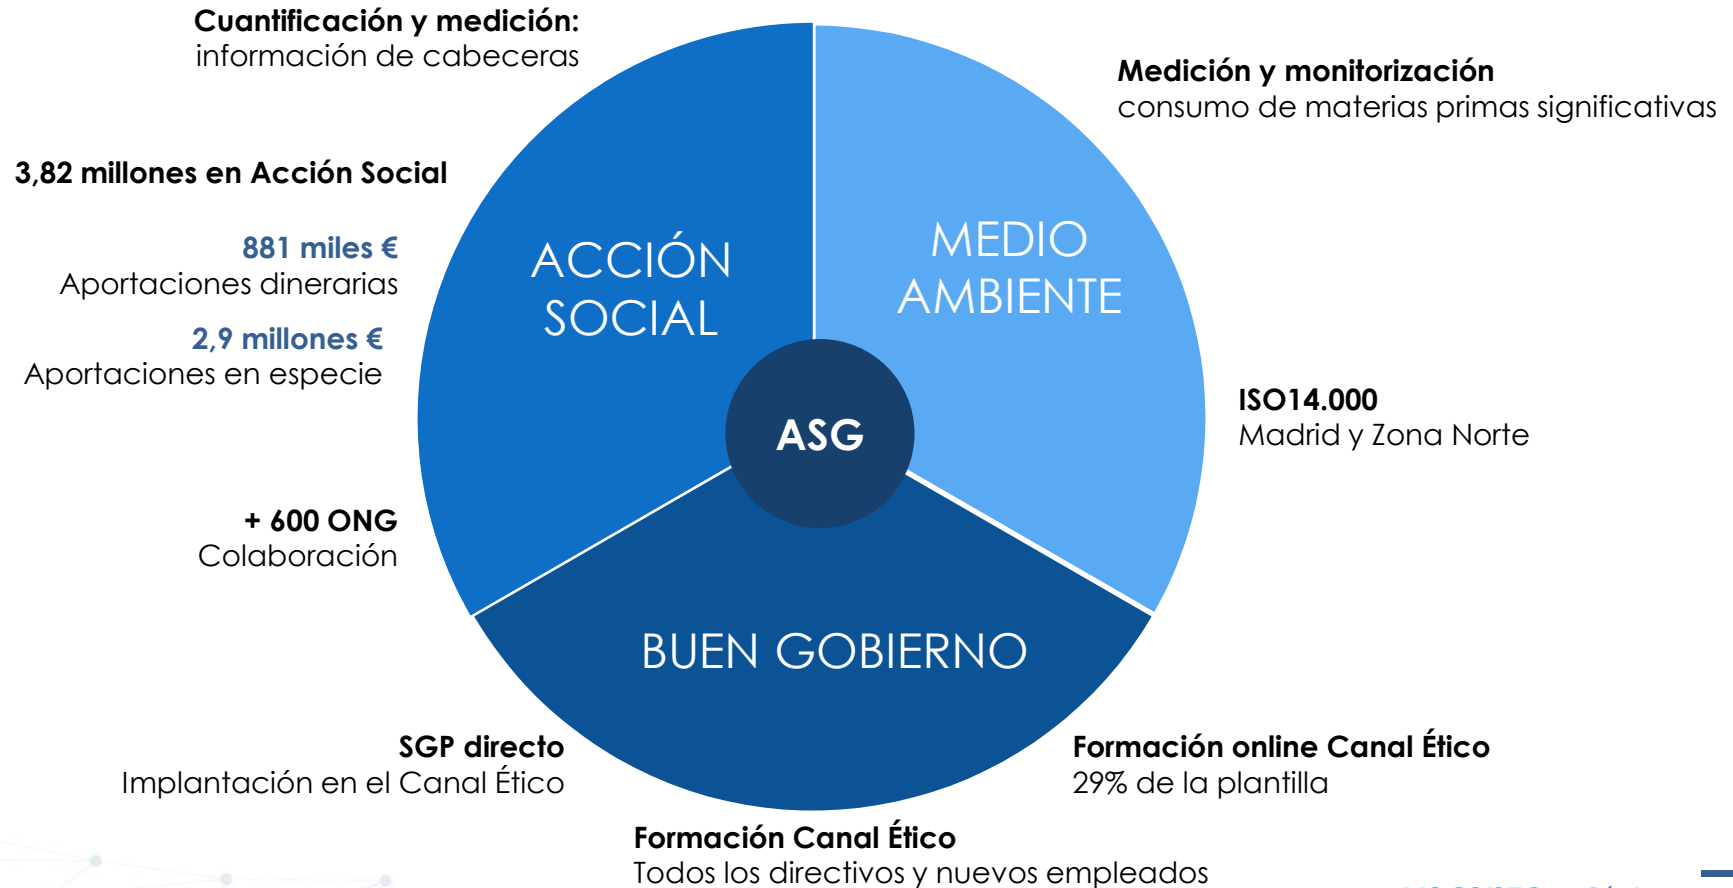 Cuantificación y medición:
información de cabeceras
3,82 millones en Acción Social
881 miles €
Aportaciones dinerarias
2,9 millones €
Aportaciones en especie
+ 600 ONG
Colaboración
ACCIÓN
SOCIAL
MEDIO
AMBIENTE
ASG
BUEN GOBIERNO
Medición y monitorización
consumo de materias primas significativas
ISO14.000
Madrid y Zona Norte
SGP directo
Implantación en el Canal Ético
Formación online Canal Ético
29% de la plantilla
Formación Canal Ético
Todos los directivos y nuevos empleados